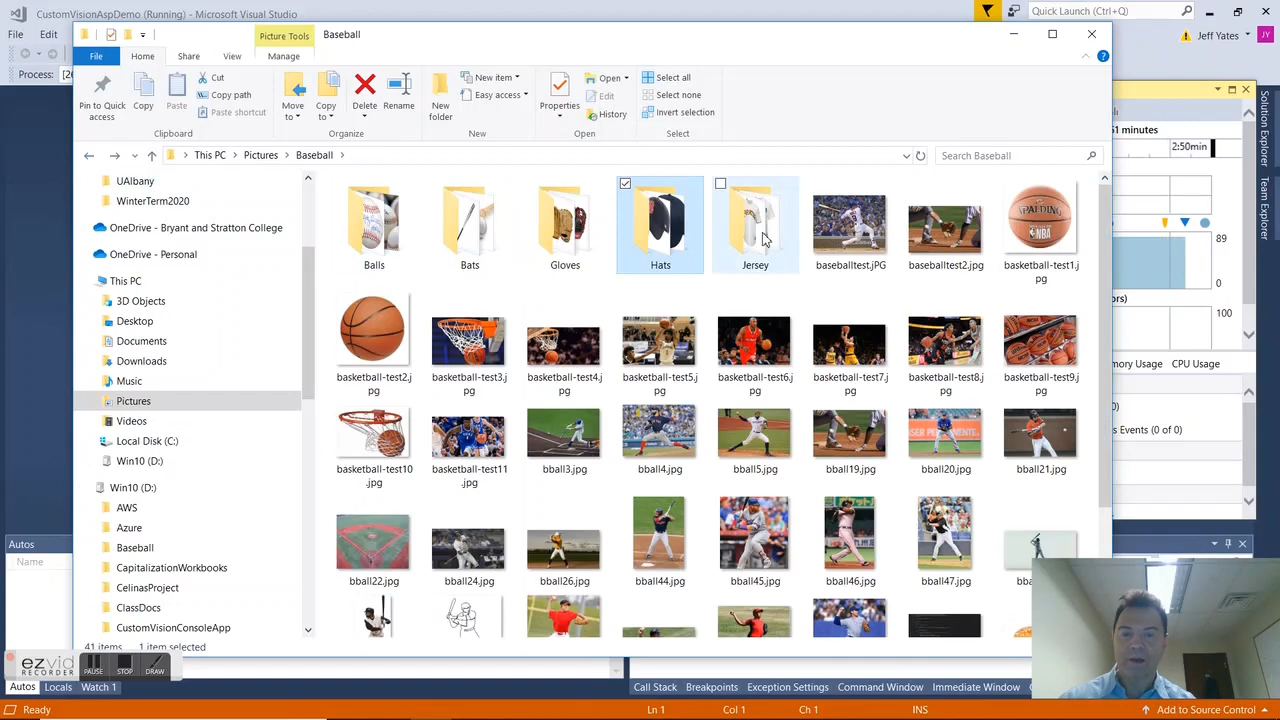 CustomVisionAspDemo (Running) - Microsoft Visual Studio
Quick Launch (Ctrl+Q)
File
Jeff Yates
JY
Process:
Picture Tools
Baseball
File
Home
Share
View
Manage
Pin to Quick access
Copy
Paste
Cut
Copy path
Paste shortcut
Clipboard
Move to
Copy to
Delete
Rename
Organize
New folder
New item
Easy access
New
Properties
Open
Edit
History
Open
Select all
Select none
Invert selection
Select
This PC
Pictures
Baseball
Search Baseball
UAlbany
WinterTerm2020
OneDrive - Bryant and Stratton College
OneDrive - Personal
This PC
3D Objects
Desktop
Documents
Downloads
Music
Pictures
Videos
Local Disk (C:)
Win10 (D:)
Win10 (D:)
AWS
Azure
Baseball
CapitalizationWorkbooks
CelinasProject
ClassDocs
CustomVisionConsoleApp
Balls
Bats
Gloves
Hats
Jersey
baseballtest.jPG
baseballtest2.jpg
basketball-test1.jpg
SPALDING
NBA
basketball-test2.jpg
basketball-test3.jpg
basketball-test4.jpg
basketball-test5.jpg
basketball-test6.jpg
basketball-test7.jpg
basketball-test8.jpg
basketball-test9.jpg
basketball-test10.jpg
basketball-test11.jpg
bball3.jpg
bball4.jpg
bball5.jpg
bball19.jpg
bball20.jpg
bball21.jpg
bball22.jpg
bball24.jpg
bball26.jpg
bball44.jpg
bball45.jpg
bball46.jpg
bball47.jpg
41 items
1 item selected
2:50min
89
0
100
0
CPU Usage
Events (0 of 0)
Solution Explorer
Team Explorer
Autos
Name
ezvid
RECORDER
PAUSE
STOP
DRAW
Autos
Locals
Watch 1
Call Stack
Breakpoints
Exception Settings
Command Window
Immediate Window
Ready
Ln 1
Col 1
Ch 1
INS
Add to Source Control